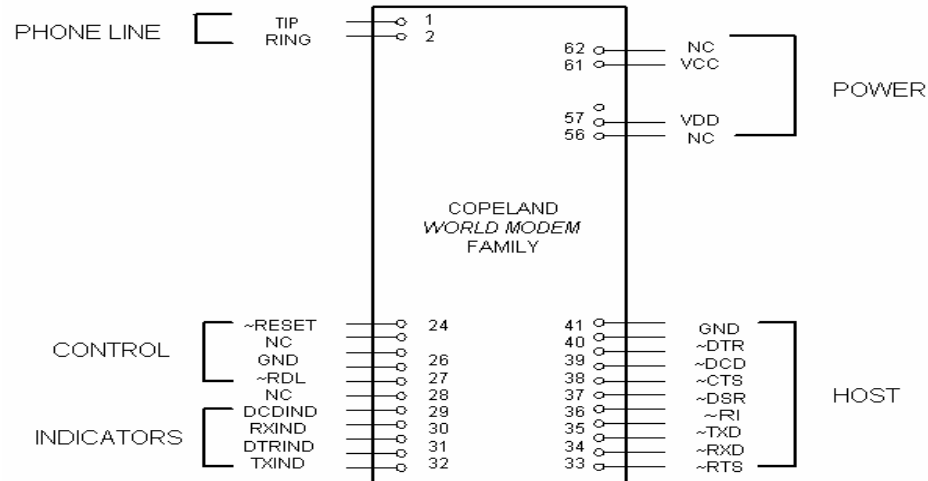 PHONE LINE
TIP 1
RING 2
62 NC
61 VCC
POWER
57 VDD
56 NC
COPELAND
WORLD MODEM
FAMILY
CONTROL
~RESET 24
NC
GND 26
~RDL 27
NC 28
INDICATORS
DCDIND 29
RXIND 30
DTRIND 31
TXIND 32
41 GND
40 ~DTR
39 ~DCD
38 ~CTS
37 ~DSR
36 ~RI
35 ~TXD
34 ~RXD
33 ~RTS
HOST